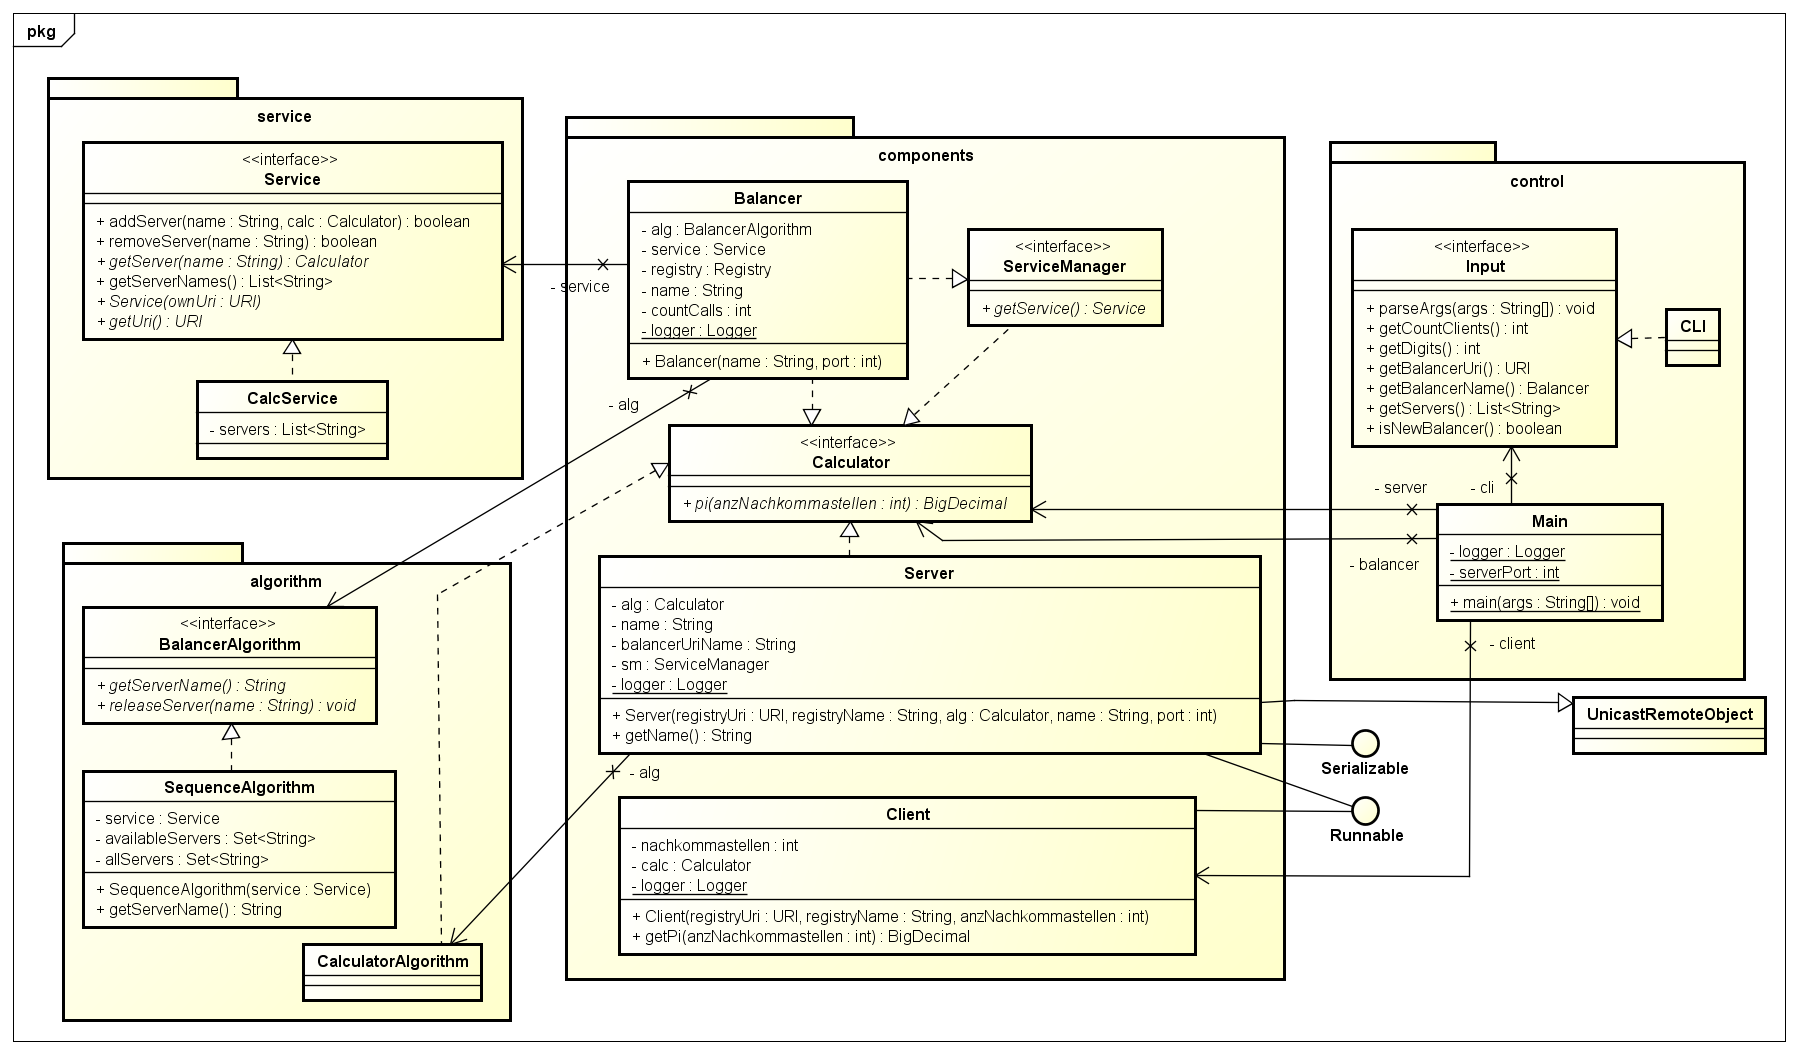 pkg
service
<<interface>>
Service
+ addServer(name : String, calc : Calculator) : boolean
+ removeServer(name : String) : boolean
+ getServer(name : String) : Calculator
+ getServerNames() : List<String>
+ Service(ownUri : URI)
+ getUri() : URI
CalcService
- servers : List<String>
- service
components
Balancer
- alg : BalancerAlgorithm
- service : Service
- registry : Registry
- name : String
- countCalls : int
- logger : Logger
+ Balancer(name : String, port : int)
<<interface>>
ServiceManager
+ getService() : Service
- alg
<<interface>>
Calculator
+ pi(anzNachkommastellen : int) : BigDecimal
Server
- alg : Calculator
- name : String
- balancerUriName : String
- sm : ServiceManager
- logger : Logger
+ Server(registryUri : URI, registryName : String, alg : Calculator, name : String, port : int)
+ getName() : String
- alg
Client
- nachkommastellen : int
- calc : Calculator
- logger : Logger
+ Client(registryUri : URI, registryName : String, anzNachkommastellen : int)
+ getPi(anzNachkommastellen : int) : BigDecimal
control
<<interface>>
Input
+ parseArgs(args : String[]) : void
+ getCountClients() : int
+ getDigits() : int
+ getBalancerUri() : URI
+ getBalancerName() : Balancer
+ getServers() : List<String>
+ isNewBalancer() : boolean
CLI
- server
- cli
- balancer
Main
- logger : Logger
- serverPort : int
+ main(args : String[]) : void
- client
UnicastRemoteObject
Serializable
Runnable
algorithm
<<interface>>
BalancerAlgorithm
+ getServerName() : String
+ releaseServer(name : String) : void
SequenceAlgorithm
- service : Service
- availableServers : Set<String>
- allServers : Set<String>
+ SequenceAlgorithm(service : Service)
+ getServerName() : String
CalculatorAlgorithm